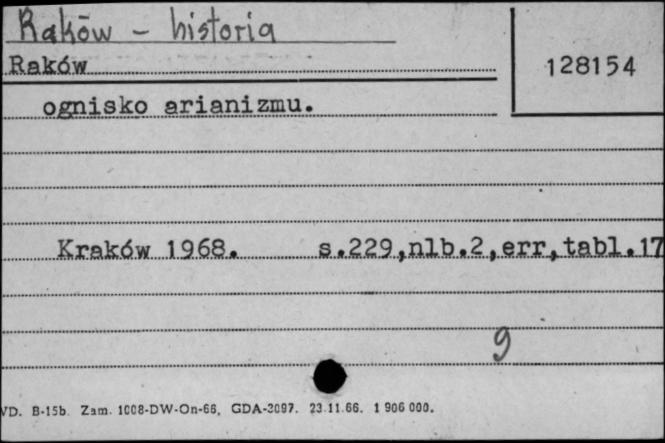 Raków - historia
Raków
128154
ognisko arianizmu.
Kraków 1968. s.229,nlb.2,err,tabl.17
9
VD. B-15b. Zam. 1008-DW-On-66, GDA-3097. 23.11.66. 1 906 000.